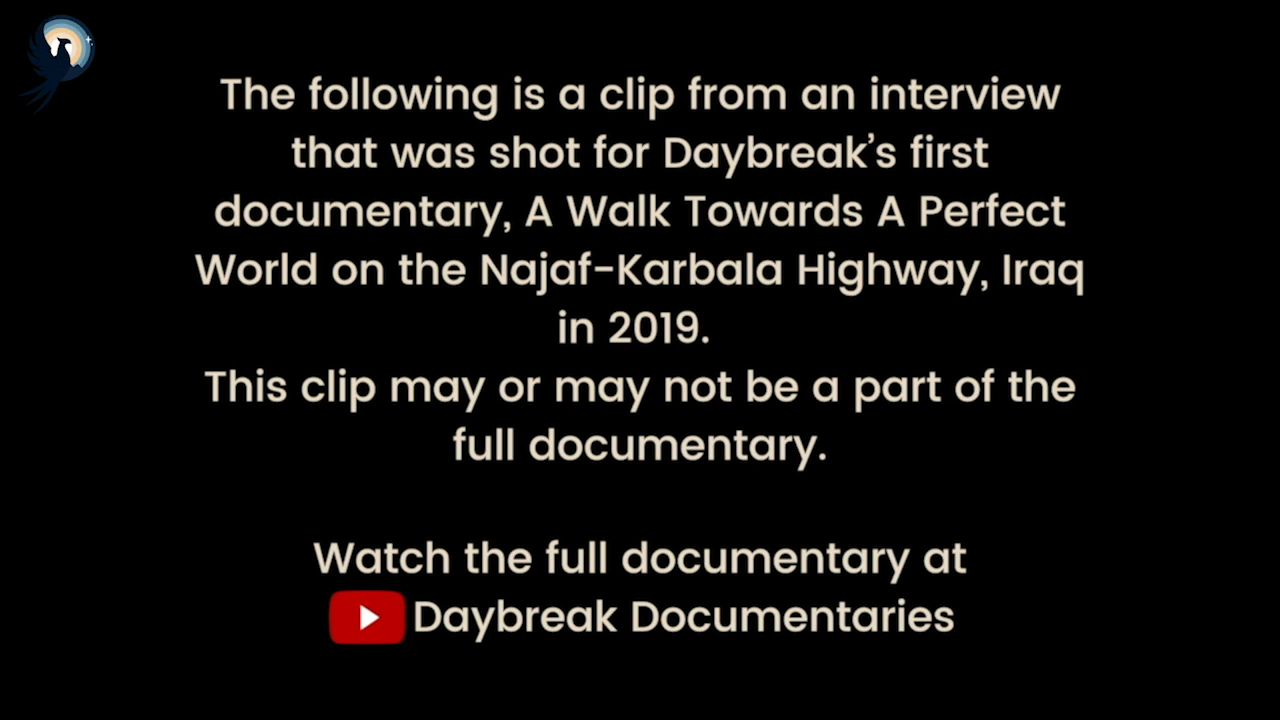 The following is a clip from an interview
that was shot for Daybreak’s first
documentary, A Walk Towards A Perfect
World on the Najaf-Karbala Highway, Iraq
in 2019.
This clip may or may not be a part of the
full documentary.
Watch the full documentary at
Daybreak Documentaries